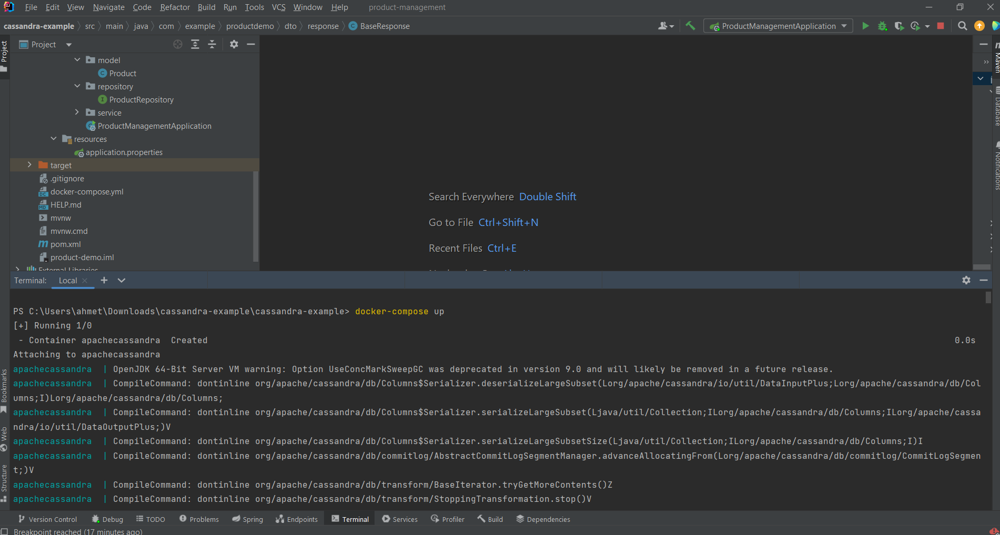 File Edit View Navigate Code Refactor Build Run Tools VCS Window Help product-management
cassandra-example src main java com example productdemo dto response BaseResponse
ProductManagementApplication
Project
Project
model
Product
repository
ProductRepository
service
ProductManagementApplication
resources
application.properties
target
.gitignore
docker-compose.yml
HELP.md
mvnw
mvnw.cmd
pom.xml
product-demo.iml
External Libraries
Search Everywhere Double Shift
Go to File Ctrl+Shift+N
Recent Files Ctrl+E
Maven
Database
Notifications
Terminal: Local
PS C:\Users\ahmet\Downloads\cassandra-example\cassandra-example> docker-compose up
[+] Running 1/0
- Container apachecassandra Created 0.0s
Attaching to apachecassandra
apachecassandra | OpenJDK 64-Bit Server VM warning: Option UseConcMarkSweepGC was deprecated in version 9.0 and will likely be removed in a future release.
apachecassandra | CompileCommand: dontinline org/apache/cassandra/db/Columns$Serializer.deserializeLargeSubset(Lorg/apache/cassandra/io/util/DataInputPlus;Lorg/apache/cassandra/db/Col
umns;I)Lorg/apache/cassandra/db/Columns;
apachecassandra | CompileCommand: dontinline org/apache/cassandra/db/Columns$Serializer.serializeLargeSubset(Ljava/util/Collection;ILorg/apache/cassandra/db/Columns;ILorg/apache/cassa
ndra/io/util/DataOutputPlus;)V
apachecassandra | CompileCommand: dontinline org/apache/cassandra/db/Columns$Serializer.serializeLargeSubsetSize(Ljava/util/Collection;ILorg/apache/cassandra/db/Columns;I)I
apachecassandra | CompileCommand: dontinline org/apache/cassandra/db/commitlog/AbstractCommitLogSegmentManager.advanceAllocatingFrom(Lorg/apache/cassandra/db/commitlog/CommitLogSegmen
t;)V
apachecassandra | CompileCommand: dontinline org/apache/cassandra/db/transform/BaseIterator.tryGetMoreContents()Z
apachecassandra | CompileCommand: dontinline org/apache/cassandra/db/transform/StoppingTransformation.stop()V
Bookmarks
Web
Structure
Version Control Debug TODO Problems Spring Endpoints Terminal Services Profiler Build Dependencies
Breakpoint reached (17 minutes ago)